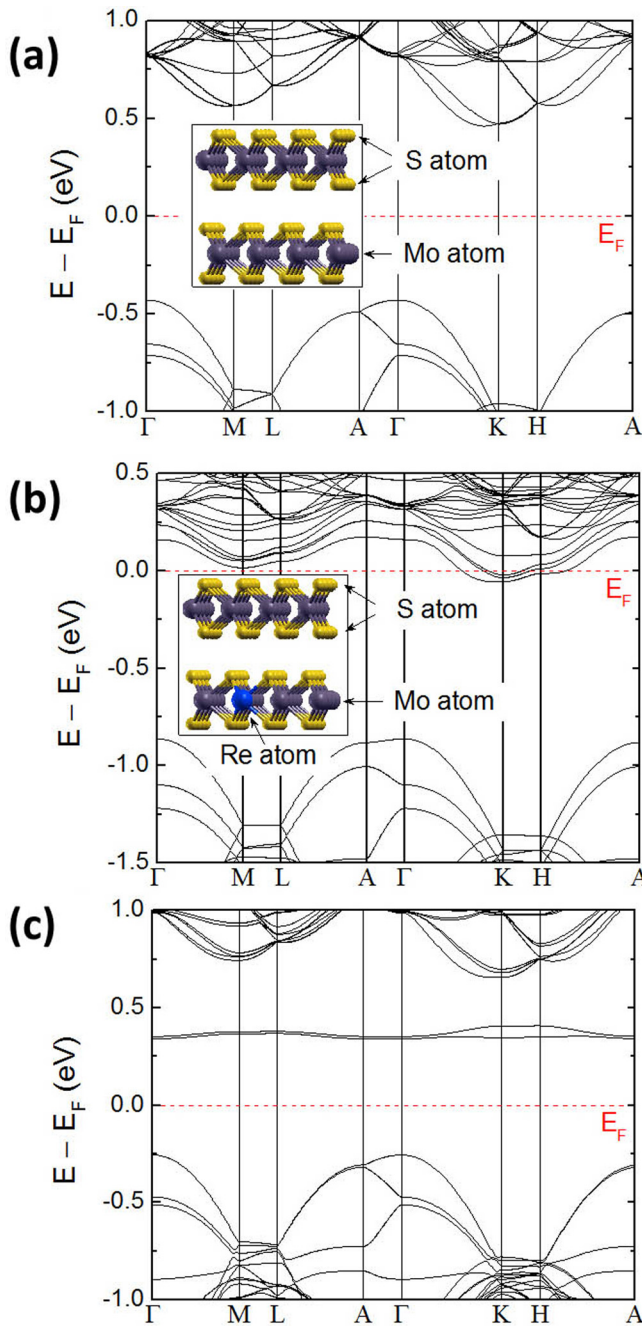 (a)
E − E_F (eV)
1.0
0.5
0.0
-0.5
-1.0
S atom
Mo atom
E_F
Γ M L A Γ K H A
(b)
E − E_F (eV)
0.5
0.0
-0.5
-1.0
-1.5
E_F
S atom
Mo atom
Re atom
Γ M L A Γ K H A
(c)
E − E_F (eV)
1.0
0.5
0.0
-0.5
-1.0
E_F
Γ M L A Γ K H A